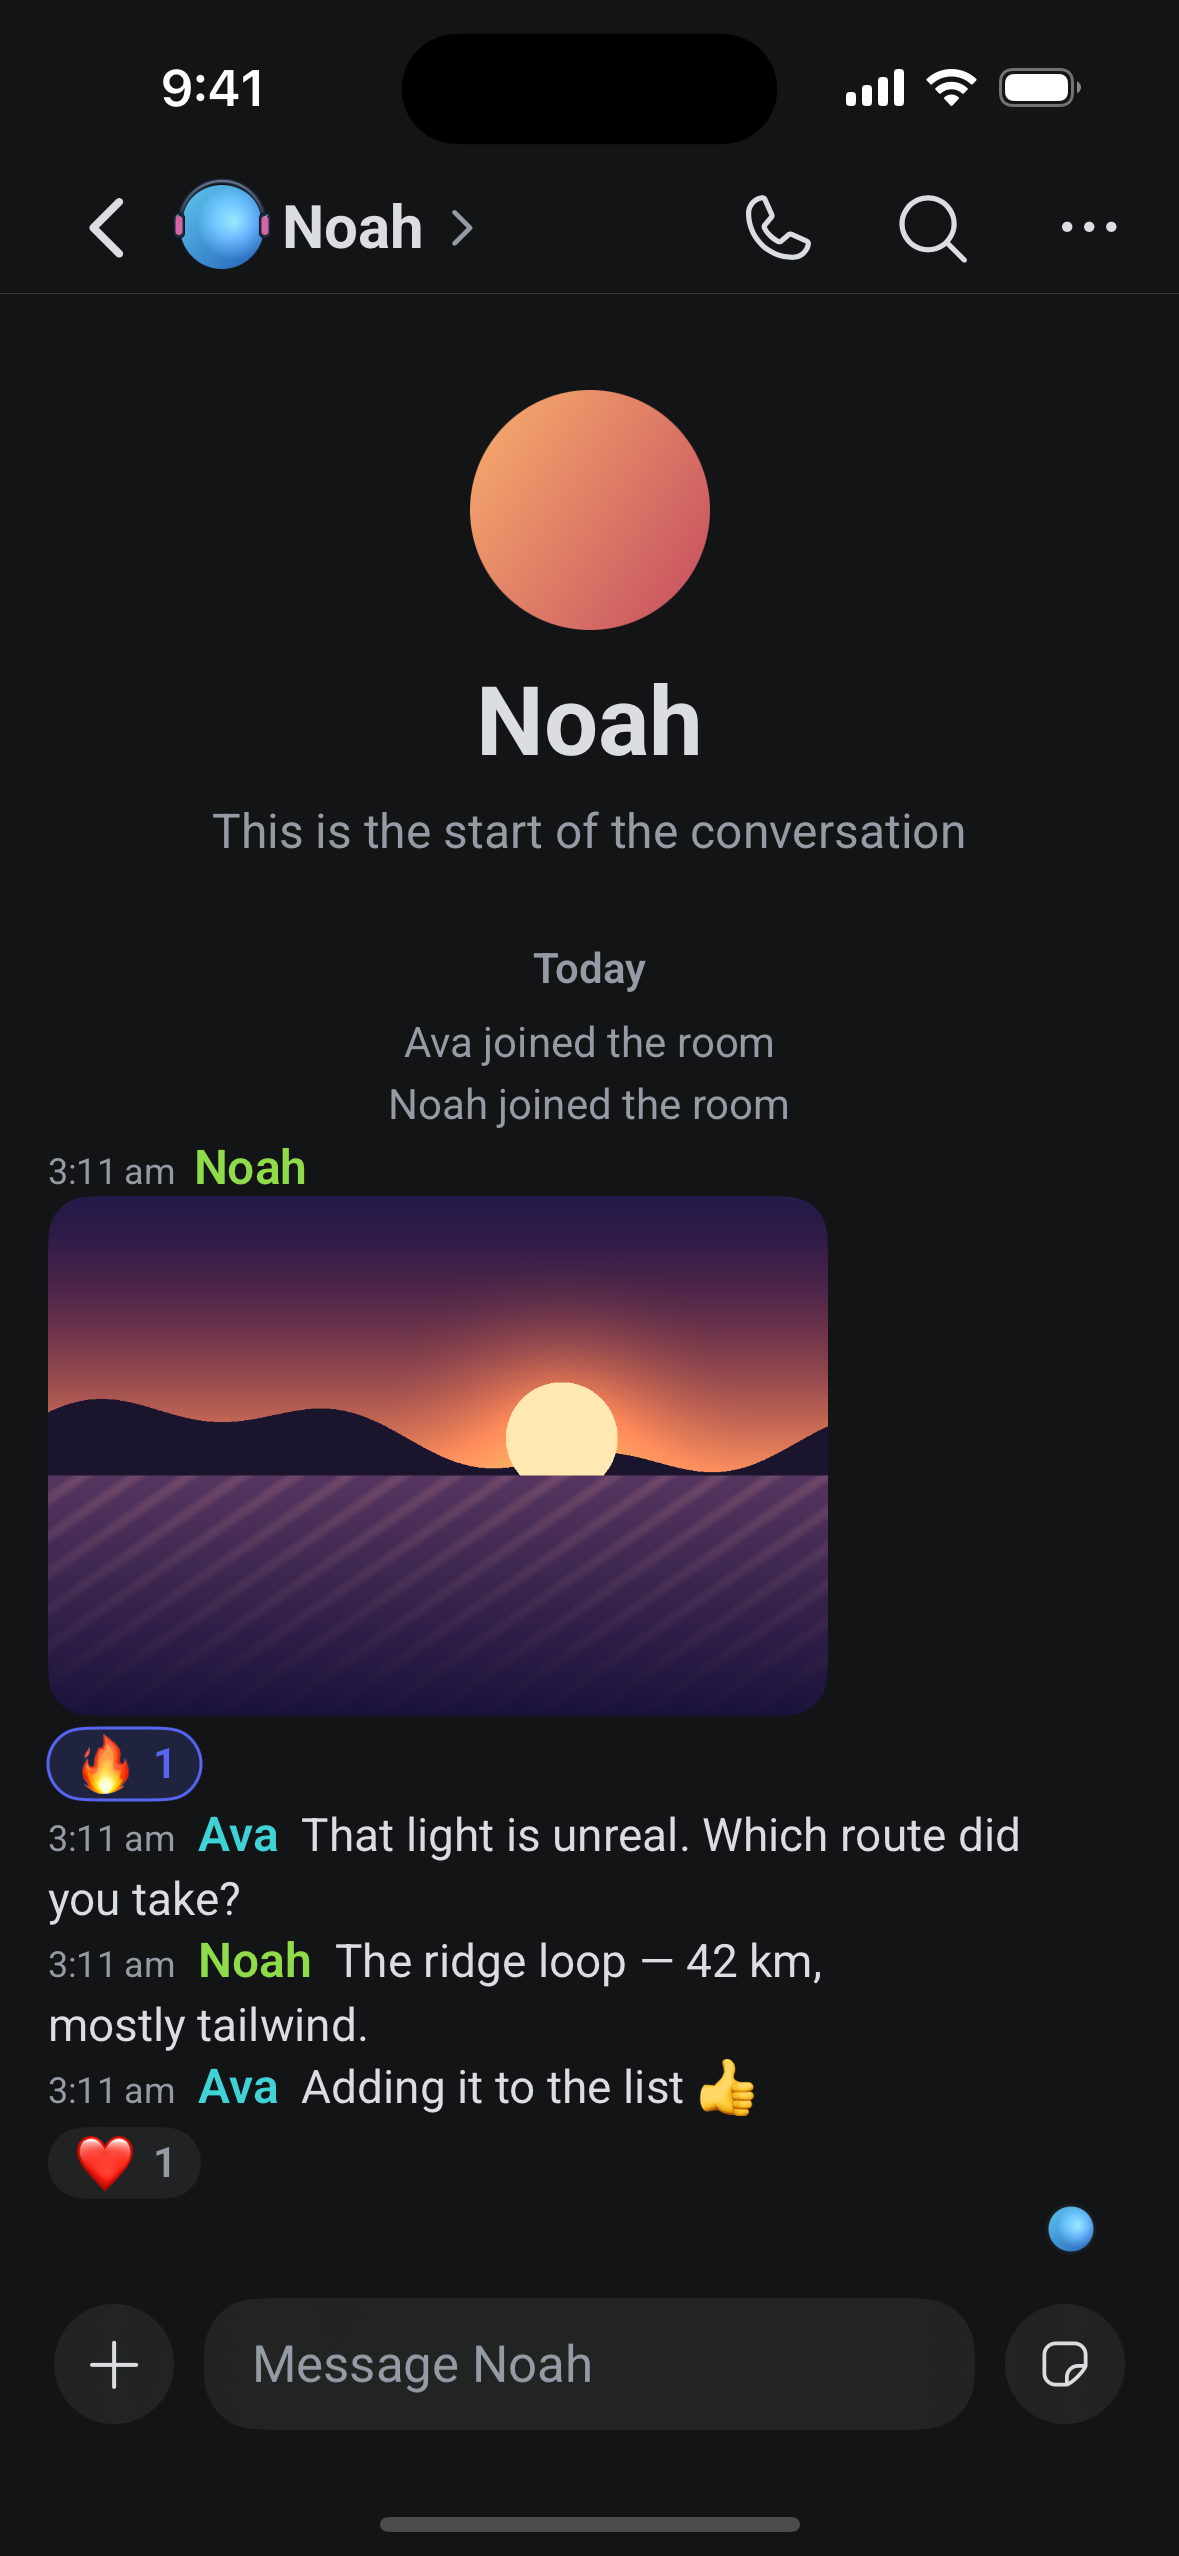 9:41
Noah
Noah
This is the start of the conversation
Today
Ava joined the room
Noah joined the room
3:11 am Noah
🔥 1
3:11 am Ava That light is unreal. Which route did
you take?
3:11 am Noah The ridge loop — 42 km,
mostly tailwind.
3:11 am Ava Adding it to the list 👍
❤️ 1
Message Noah